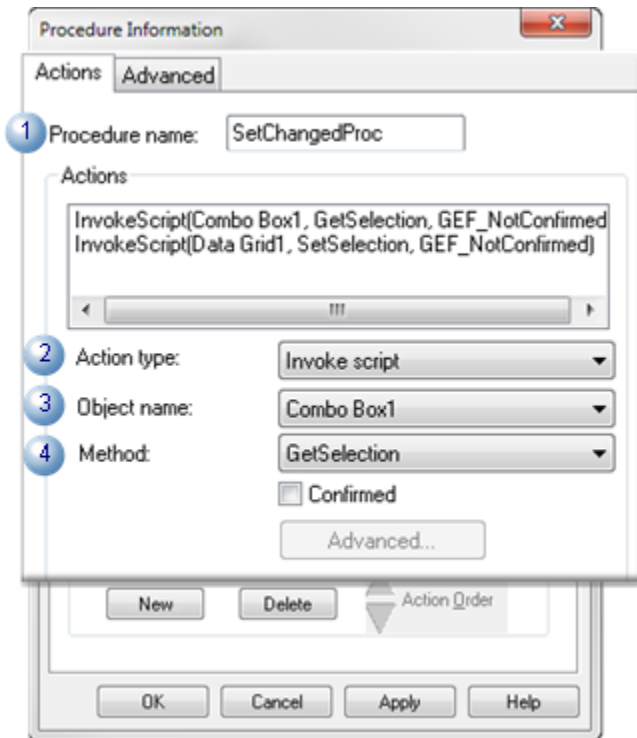 Procedure Information
Actions Advanced
1 Procedure name: SetChangedProc
Actions
InvokeScript(Combo Box1, GetSelection, GEF_NotConfirmed
InvokeScript(Data Grid1, SetSelection, GEF_NotConfirmed)
2 Action type: Invoke script
3 Object name: Combo Box1
4 Method: GetSelection
Confirmed
Advanced...
New Delete Action Order
OK Cancel Apply Help